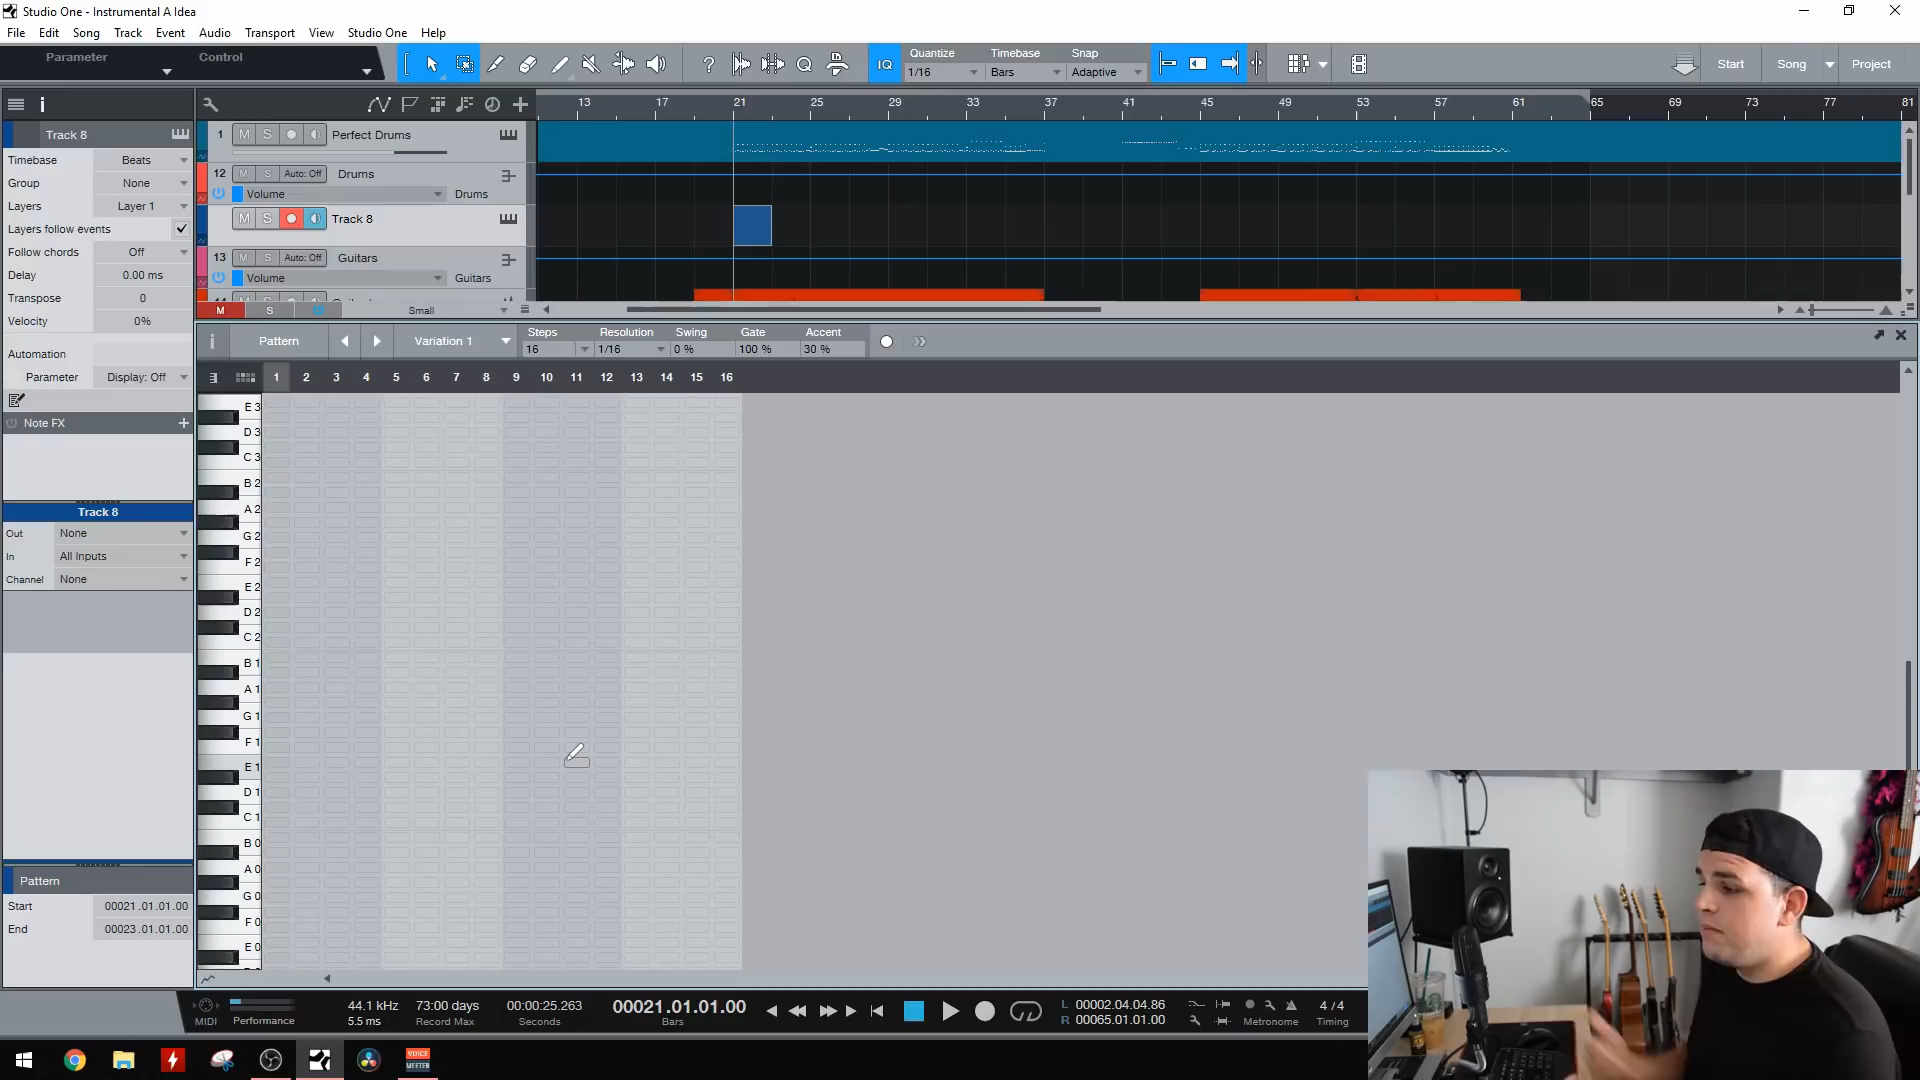 Studio One - Instrumental A Idea
File Edit Song Track Event Audio Transport View Studio One Help
Parameter Control
IQ
Quantize Timebase Snap
1/16 Bars Adaptive
Start Song Project
13 17 21 25 29 33 37 41 45 49 53 57 61 65 69 73 77 81
Track 8
1 M S Perfect Drums
Timebase Beats
Group None
Layers Layer 1
Layers follow events
Follow chords Off
Delay 0.00 ms
Transpose 0
Velocity 0%
Automation
Parameter Display: Off
Note FX
12 M S Auto: Off Drums
Volume Drums
M S Track 8
13 M S Auto: Off Guitars
Volume Guitars
M S Small
Pattern Variation 1
Steps Resolution Swing Gate Accent
16 1/16 0 % 100 % 30 %
1 2 3 4 5 6 7 8 9 10 11 12 13 14 15 16
E 3
D 3
C 3
B 2
A 2
G 2
F 2
E 2
D 2
C 2
B 1
A 1
G 1
F 1
E 1
D 1
C 1
B 0
A 0
G 0
F 0
E 0
Track 8
Out None
In All Inputs
Channel None
Pattern
Start 00021.01.01.00
End 00023.01.01.00
MIDI Performance
44.1 kHz
5.5 ms
73:00 days
Record Max
00:00:25.263
Seconds
00021.01.01.00
Bars
L 00002.04.04.86
R 00065.01.01.00
Metronome
4 / 4
Timing
VOICE
MEETER